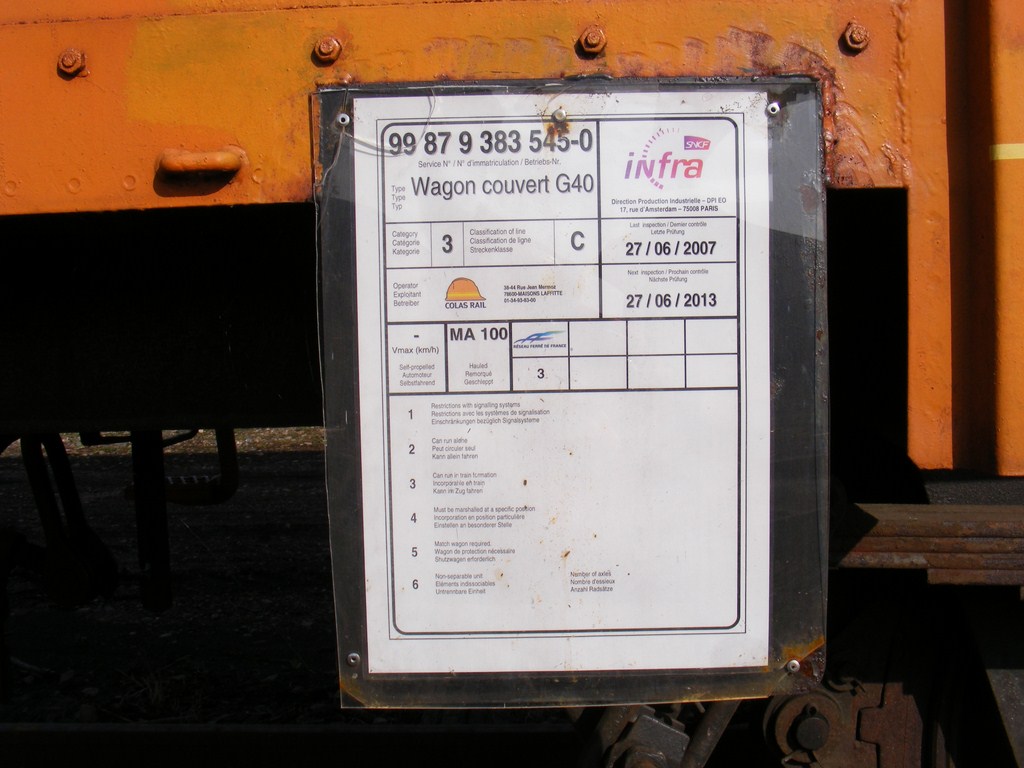 99 87 9 383 545-0
Service N° / N° d'immatriculation / Betriebs-Nr.
Type
Type
Typ
Wagon couvert G40
SNCF
iNfra
Direction Production Industrielle – DPI EO
17, rue d'Amsterdam – 75008 PARIS
Category
Catégorie
Kategorie
3
Classification of line
Classification de ligne
Streckenklasse
C
Last inspection / Dernier contrôle
Letzte Prüfung
27 / 06 / 2007
Operator
Exploitant
Betreiber
COLAS RAIL
38-44 Rue Jean Mermoz
78600-MAISONS LAFFITTE
Next inspection / Prochain contrôle
Nächste Prüfung
27 / 06 / 2013
-
Vmax (km/h)
Self-propelled
Automoteur
Selbstfahrend
MA 100
Hauled
Remorqué
Geschleppt
RÉSEAU FERRÉ DE FRANCE
3
1
Restrictions with signalling systems
Restrictions avec les systèmes de signalisation
Einschränkungen bezüglich Signalsysteme
2
Can run alone
Peut circuler seul
Kann allein fahren
3
Can run in train formation
Incorporable en train
Kann im Zug fahren
4
Must be marshalled at a specific position
Incorporation en position particulière
Einstellen an besonderer Stelle
5
Match wagon required
Wagon de protection nécessaire
Shutzwagen erforderlich
6
Non-separable unit
Eléments indissociables
Untrennbare Einheit
Number of axles
Nombre d'essieux
Anzahl Radsätze